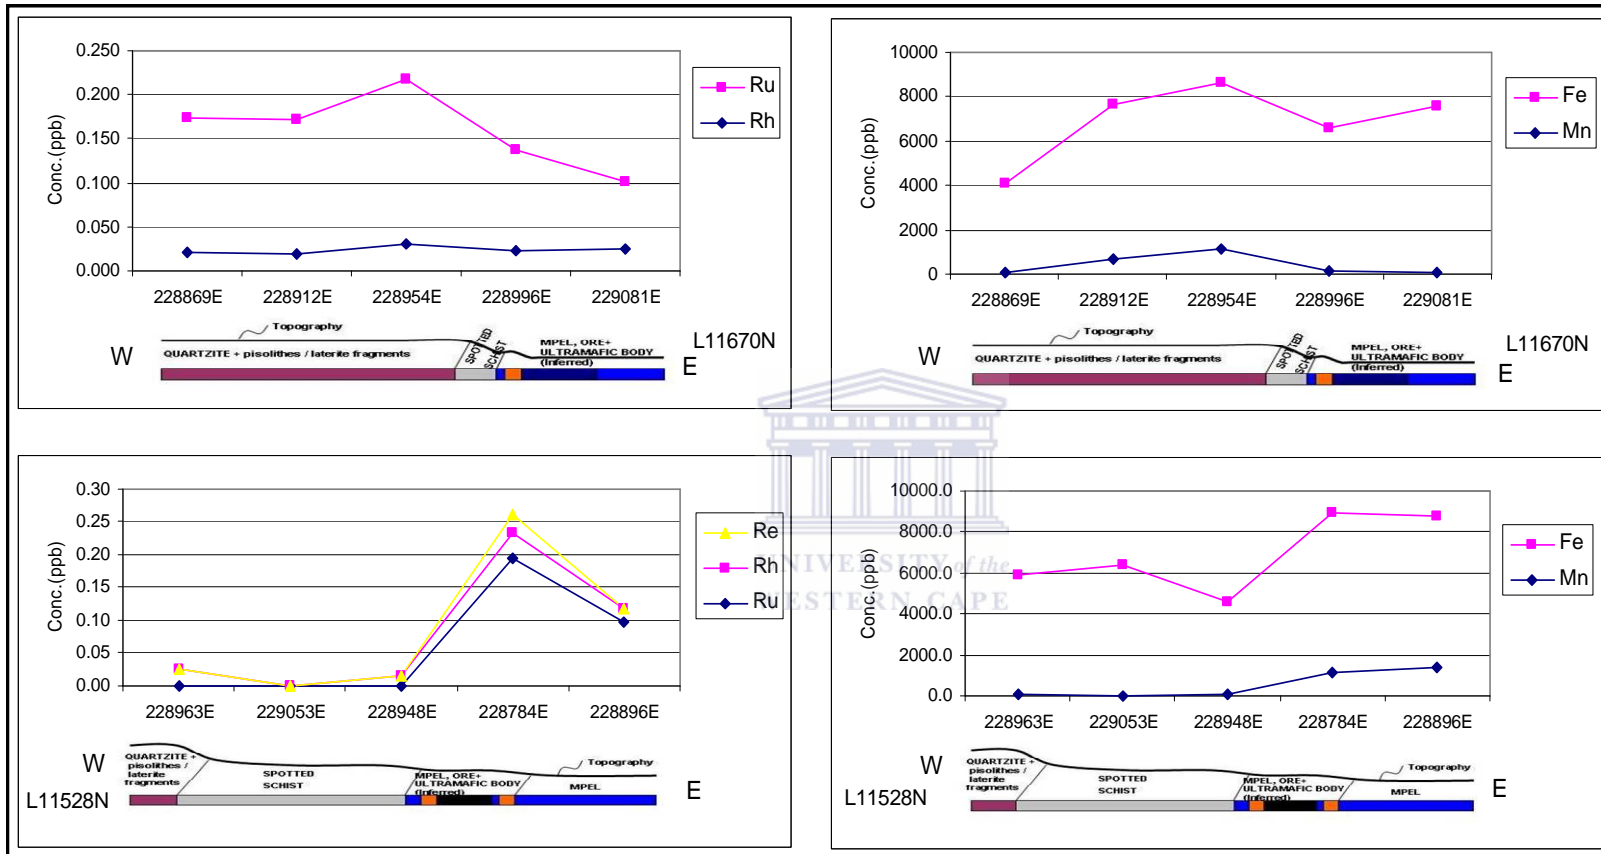 0.250
0.200
0.150
0.100
0.050
0.000
Conc.(ppb)
Ru
Rh
228869E 228912E 228954E 228996E 229081E
Topography
W
QUARTZITE + pisolithes / laterite fragments
SPOTTED
SCHIST
MPEL, ORE+
ULTRAMAFIC BODY
(Inferred)
L11670N
E
10000
8000
6000
4000
2000
0
Conc.(ppb)
Fe
Mn
228869E 228912E 228954E 228996E 229081E
Topography
W
QUARTZITE + pisolithes / laterite fragments
SPOTTED
SCHIST
MPEL, ORE+
ULTRAMAFIC BODY
(Inferred)
L11670N
E
UNIVERSITY of the
WESTERN CAPE
0.30
0.25
0.20
0.15
0.10
0.05
0.00
Conc.(ppb)
Re
Rh
Ru
228963E 229053E 228948E 228784E 228896E
W
QUARTZITE +
pisolithes /
laterite
fragments
SPOTTED
SCHIST
MPEL, ORE+
ULTRAMAFIC BODY
(Inferred)
Topography
MPEL
L11528N
E
10000.0
8000.0
6000.0
4000.0
2000.0
0.0
Conc.(ppb)
Fe
Mn
228963E 229053E 228948E 228784E 228896E
W
QUARTZITE +
pisolithes /
laterite
fragments
SPOTTED
SCHIST
MPEL, ORE+
ULTRAMAFIC BODY
(Inferred)
Topography
MPEL
L11528N
E